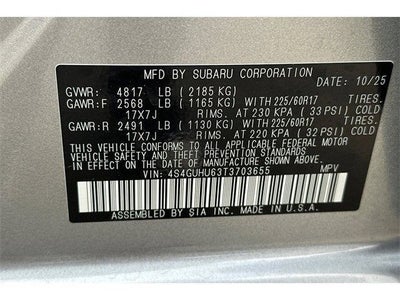 MFD. BY SUBARU CORPORATION DATE 10/25
GVWR: 4817 LB ( 2185 KG)
GAWR:F 2568 LB ( 1165 KG) WITH 225/60R17 TIRES.
17X7J RIMS. AT 230 KPA ( 33 PSI) COLD
GAWR:R 2491 LB ( 1130 KG) WITH 225/60R17 TIRES.
17X7J RIMS. AT 220 KPA ( 32 PSI) COLD
THIS VEHICLE CONFORMS TO ALL APPLICABLE FEDERAL MOTOR
VEHICLE SAFETY, BUMPER, AND THEFT PREVENTION STANDARDS
IN EFFECT ON THE DATE OF MANUFACTURE SHOWN ABOVE.
VIN: 4S4GUHU63T3703655 MPV
ASSEMBLED BY SIA INC. MADE IN U.S.A.